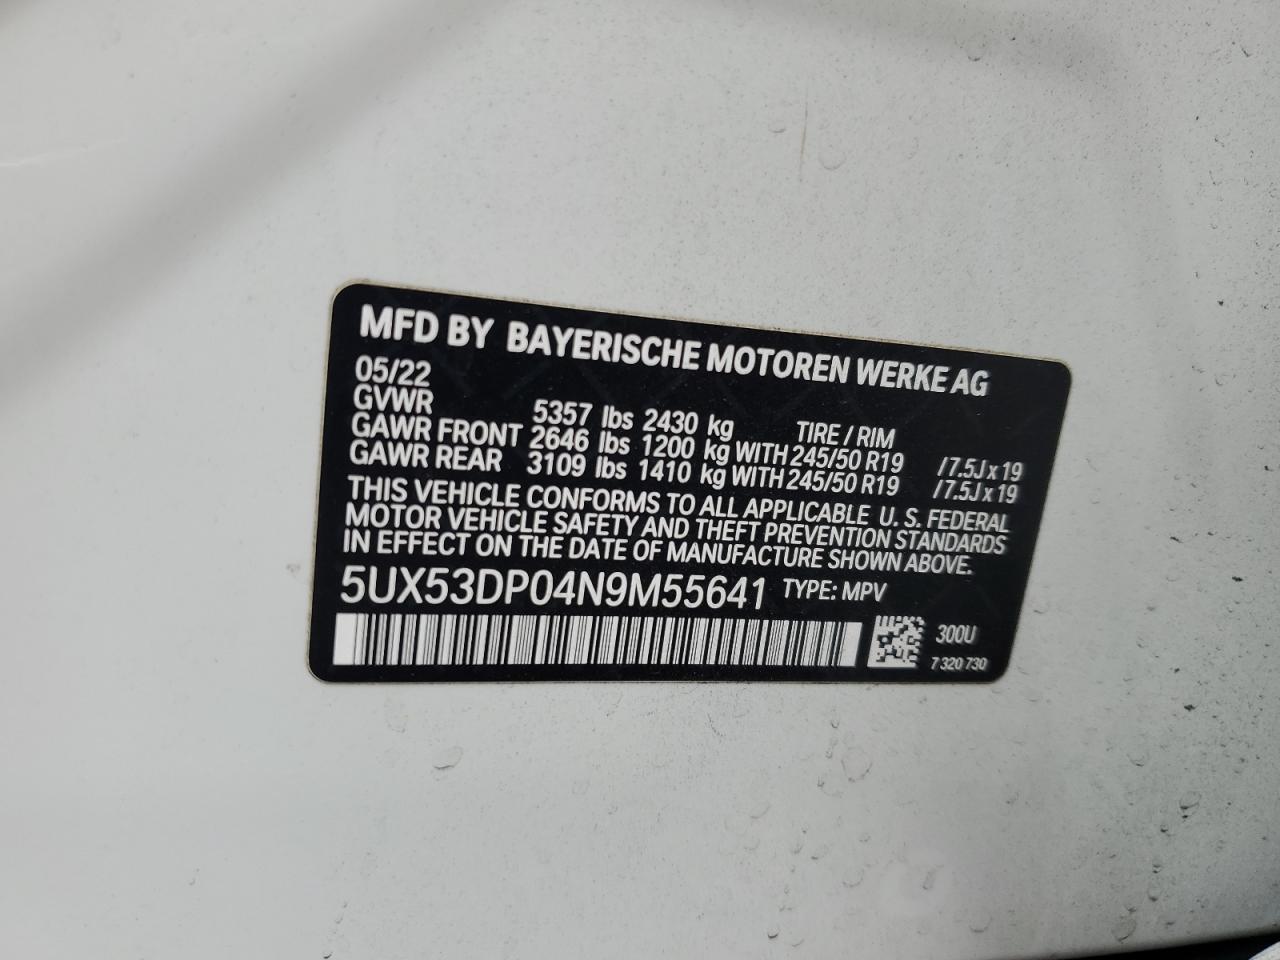 MFD BY BAYERISCHE MOTOREN WERKE AG
05/22
GVWR 5357 lbs 2430 kg TIRE / RIM
GAWR FRONT 2646 lbs 1200 kg WITH 245/50 R19 /7.5J x 19
GAWR REAR 3109 lbs 1410 kg WITH 245/50 R19 /7.5J x 19
THIS VEHICLE CONFORMS TO ALL APPLICABLE U. S. FEDERAL
MOTOR VEHICLE SAFETY AND THEFT PREVENTION STANDARDS
IN EFFECT ON THE DATE OF MANUFACTURE SHOWN ABOVE.
5UX53DP04N9M55641 TYPE: MPV
300U
7 320 730